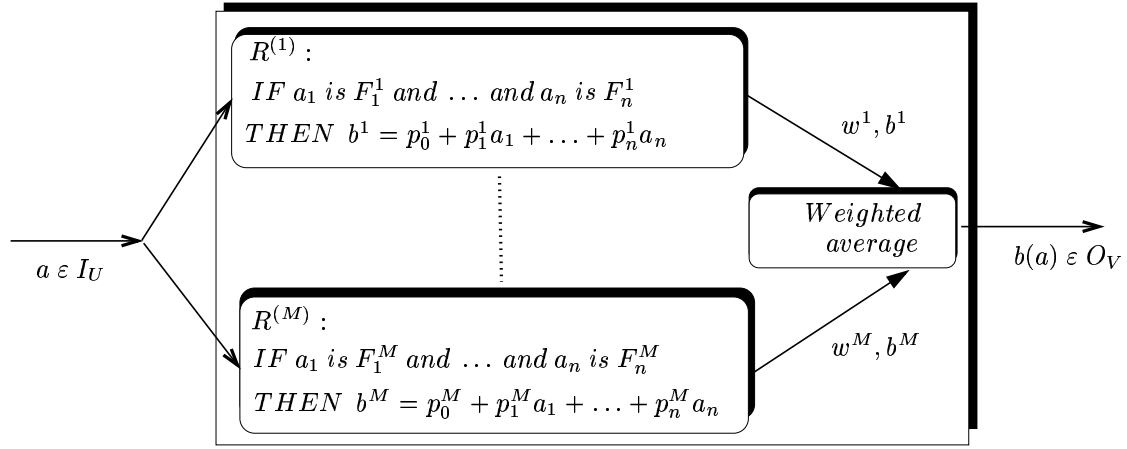 R^(1) :
IF a_1 is F_1^1 and ... and a_n is F_n^1
THEN b^1 = p_0^1 + p_1^1 a_1 + ... + p_n^1 a_n
w^1, b^1
Weighted
average
a ε I_U
b(a) ε O_V
R^(M) :
IF a_1 is F_1^M and ... and a_n is F_n^M
THEN b^M = p_0^M + p_1^M a_1 + ... + p_n^M a_n
w^M, b^M